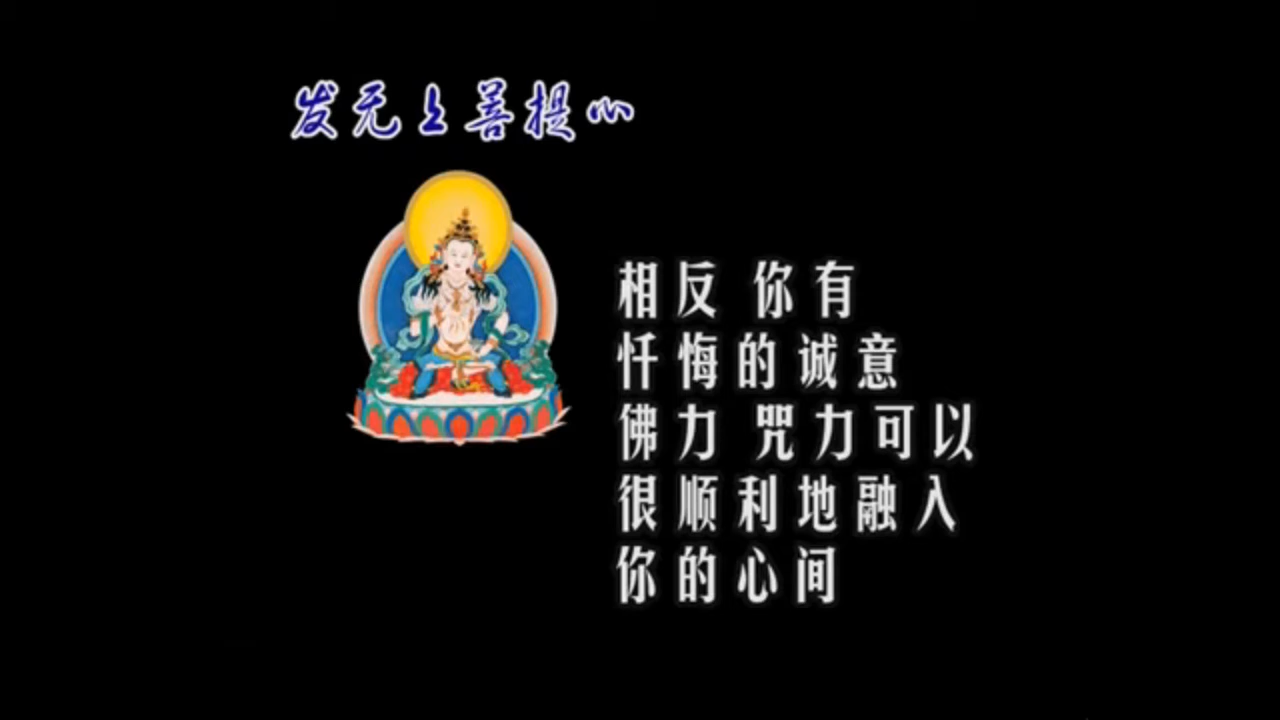 发无上菩提心
相反 你有
忏悔的诚意
佛力 咒力可以
很顺利地融入
你的心间